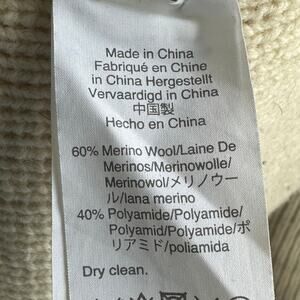 Made in China
Fabriqué en Chine
in China Hergestellt
Vervaardigd in China
中国製
Hecho en China
60% Merino Wool/Laine De
Merinos/Merinowolle/
Merinowol/メリノウー
ル/lana merino
40% Polyamide/Polyamide/
Polyamid/Polyamide/ポ
リアミド/poliamida
Dry clean.